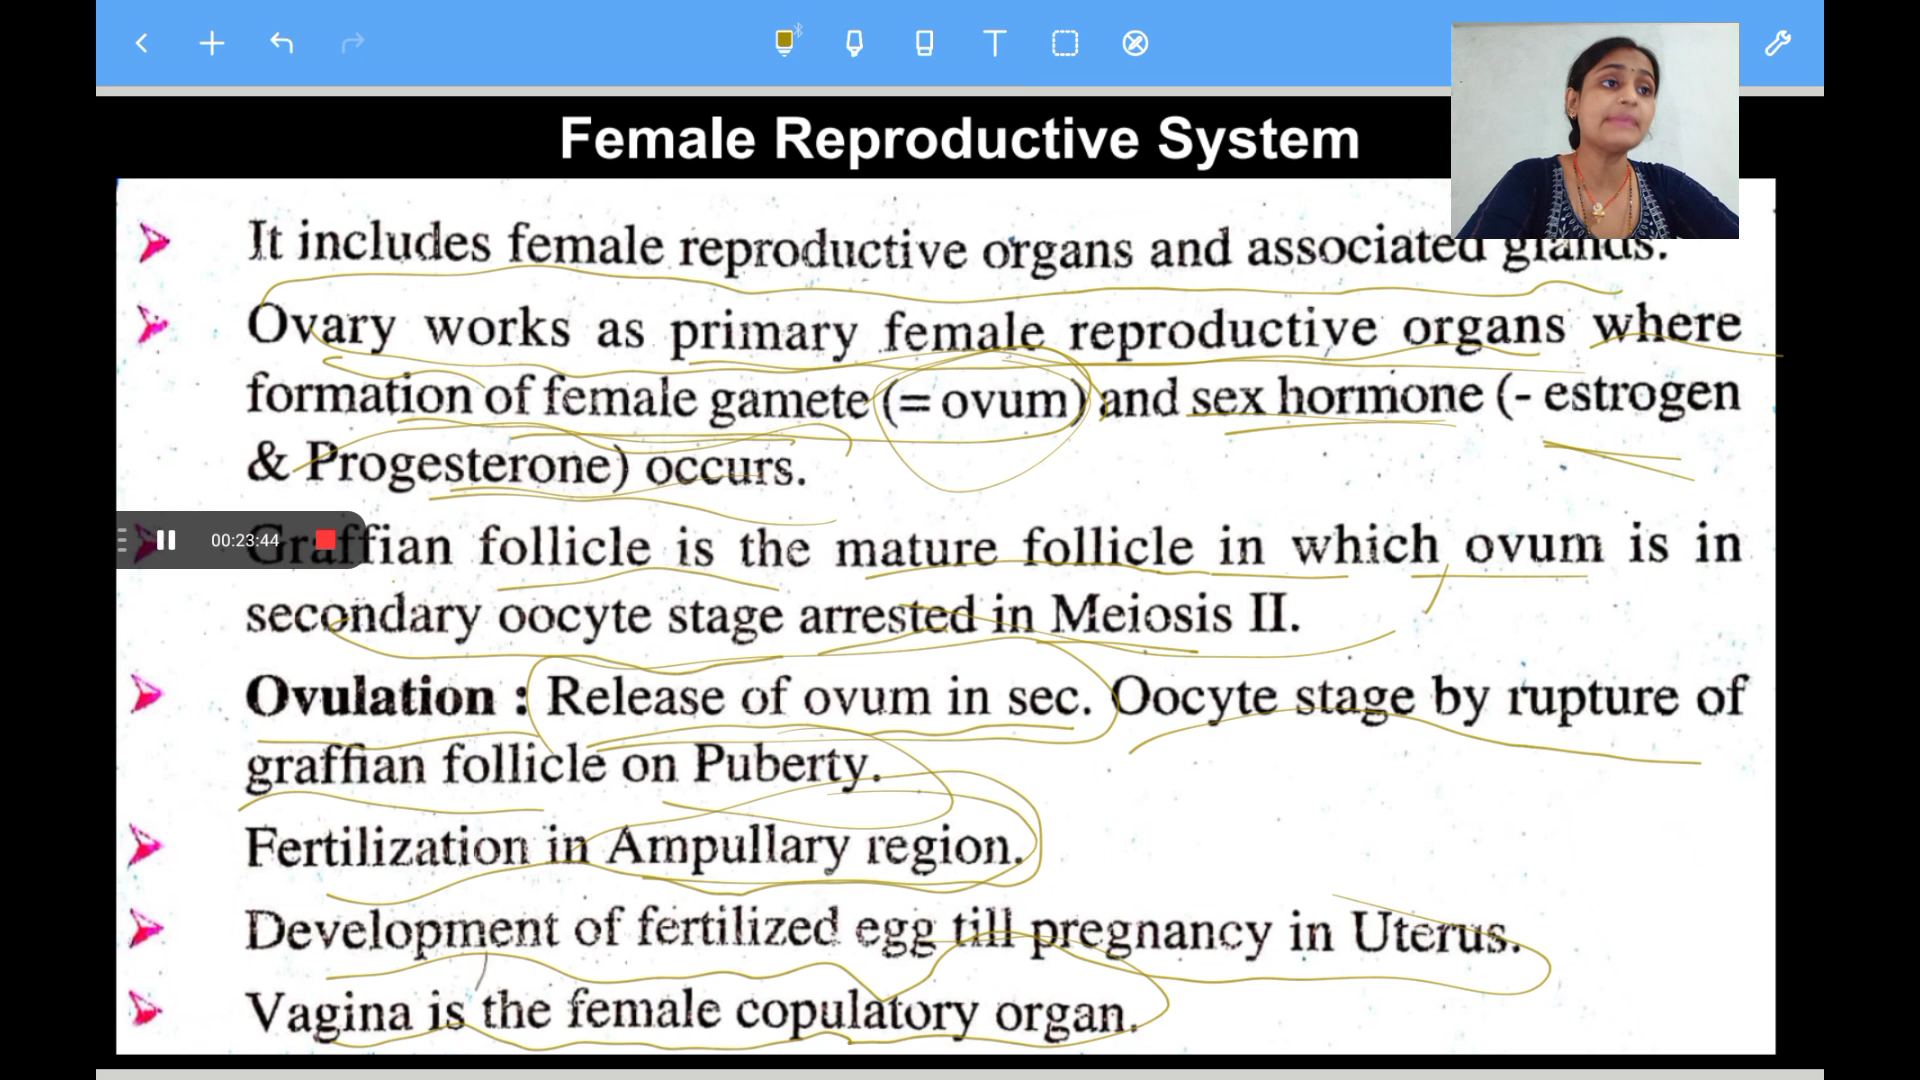 Female Reproductive System
It includes female reproductive organs and associated glands.
Ovary works as primary female reproductive organs where
formation of female gamete (= ovum) and sex hormone (- estrogen
& Progesterone) occurs.
00:23:44
Graffian follicle is the mature follicle in which ovum is in
secondary oocyte stage arrested in Meiosis II.
Ovulation : Release of ovum in sec. Oocyte stage by rupture of
graffian follicle on Puberty.
Fertilization in Ampullary region.
Development of fertilized egg till pregnancy in Uterus.
Vagina is the female copulatory organ.